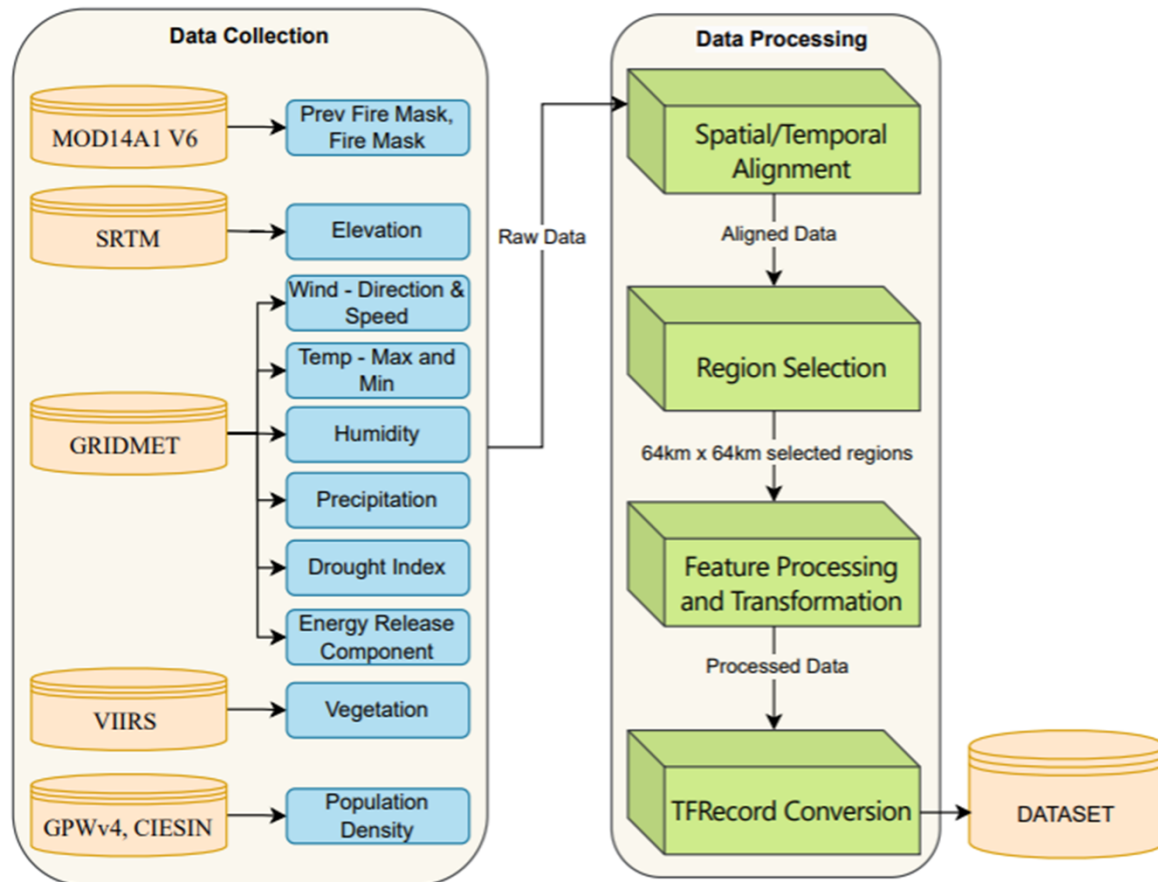 Data Collection
MOD14A1 V6
Prev Fire Mask,
Fire Mask
SRTM
Elevation
GRIDMET
Wind - Direction &
Speed
Temp - Max and
Min
Humidity
Precipitation
Drought Index
Energy Release
Component
VIIRS
Vegetation
GPWv4, CIESIN
Population
Density
Raw Data
Data Processing
Spatial/Temporal
Alignment
Aligned Data
Region Selection
64km x 64km selected regions
Feature Processing
and Transformation
Processed Data
TFRecord Conversion
DATASET